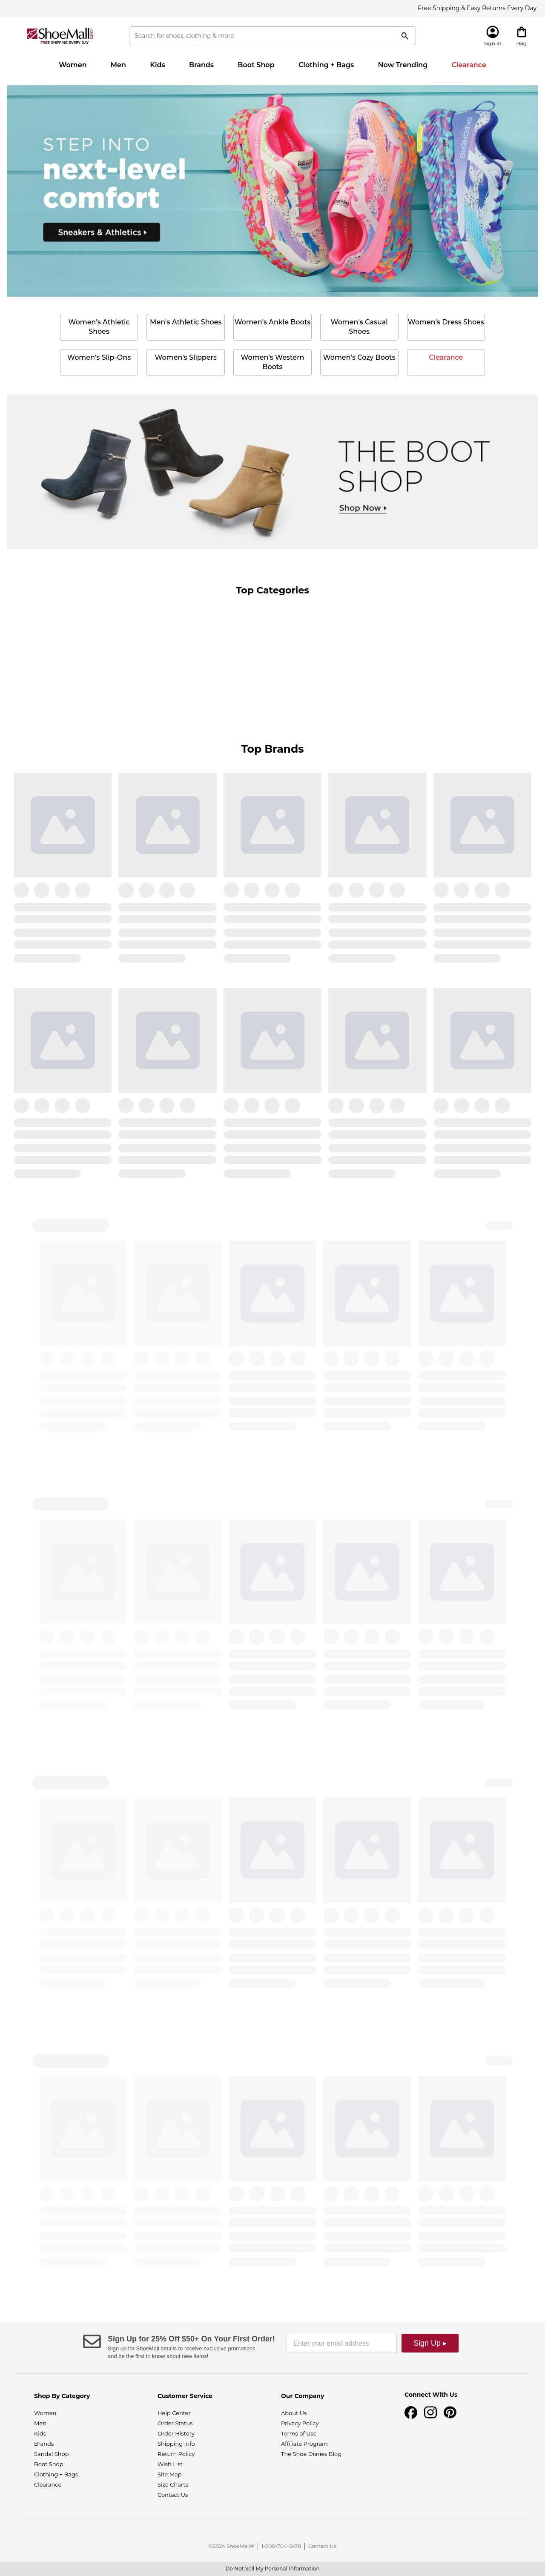 Free Shipping & Easy Returns Every Day
ShoeMall
FREE SHIPPING EVERY DAY
Search for shoes, clothing & more
Sign In
Bag
Women
Men
Kids
Brands
Boot Shop
Clothing + Bags
Now Trending
Clearance
STEP INTO
next-level
comfort
Sneakers & Athletics
SKECHERS
Women's Athletic
Shoes
Men's Athletic Shoes
Women's Ankle Boots
Women's Casual
Shoes
Women's Dress Shoes
Women's Slip-Ons
Women's Slippers
Women's Western
Boots
Women's Cozy Boots
Clearance
THE BOOT
SHOP
Shop Now
Top Categories
Top Brands
Sign Up for 25% Off $50+ On Your First Order!
Sign up for ShoeMall emails to receive exclusive promotions
and be the first to know about new items!
Enter your email address
Sign Up ▸
Shop By Category
Women
Men
Kids
Brands
Sandal Shop
Boot Shop
Clothing + Bags
Clearance
Customer Service
Help Center
Order Status
Order History
Shipping Info
Return Policy
Wish List
Site Map
Size Charts
Contact Us
Our Company
About Us
Privacy Policy
Terms of Use
Affiliate Program
The Shoe Diaries Blog
Connect With Us
©2024 ShoeMall®
1-800-704-5478
Contact Us
Do Not Sell My Personal Information